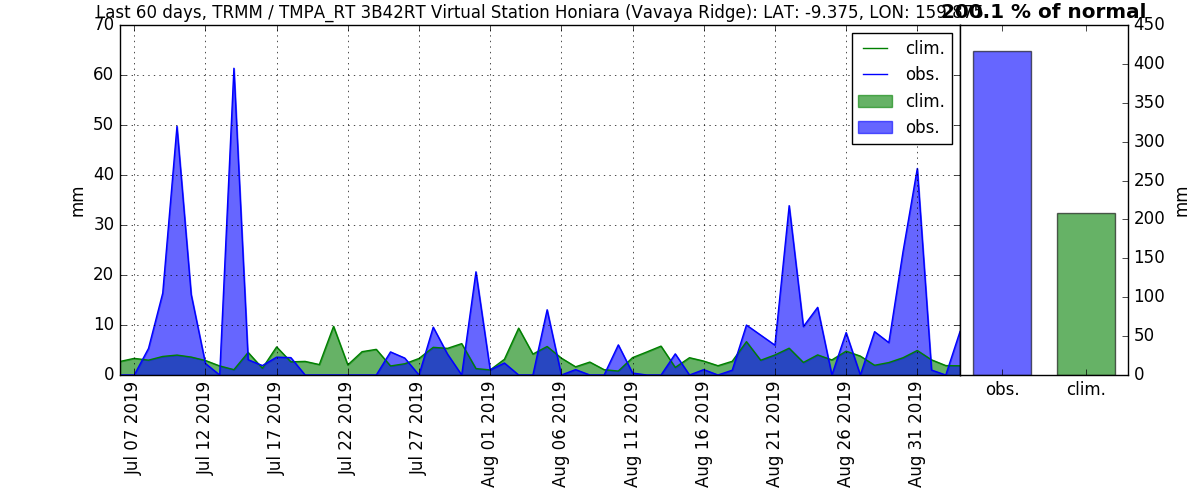 Last 60 days, TRMM / TMPA_RT 3B42RT Virtual Station Honiara (Vavaya Ridge): LAT: -9.375, LON: 159.875
200.1 % of normal
70
60
50
40
30
20
10
0
mm
clim.
obs.
clim.
obs.
Jul 07 2019
Jul 12 2019
Jul 17 2019
Jul 22 2019
Jul 27 2019
Aug 01 2019
Aug 06 2019
Aug 11 2019
Aug 16 2019
Aug 21 2019
Aug 26 2019
Aug 31 2019
450
400
350
300
250
200
150
100
50
0
mm
obs.
clim.